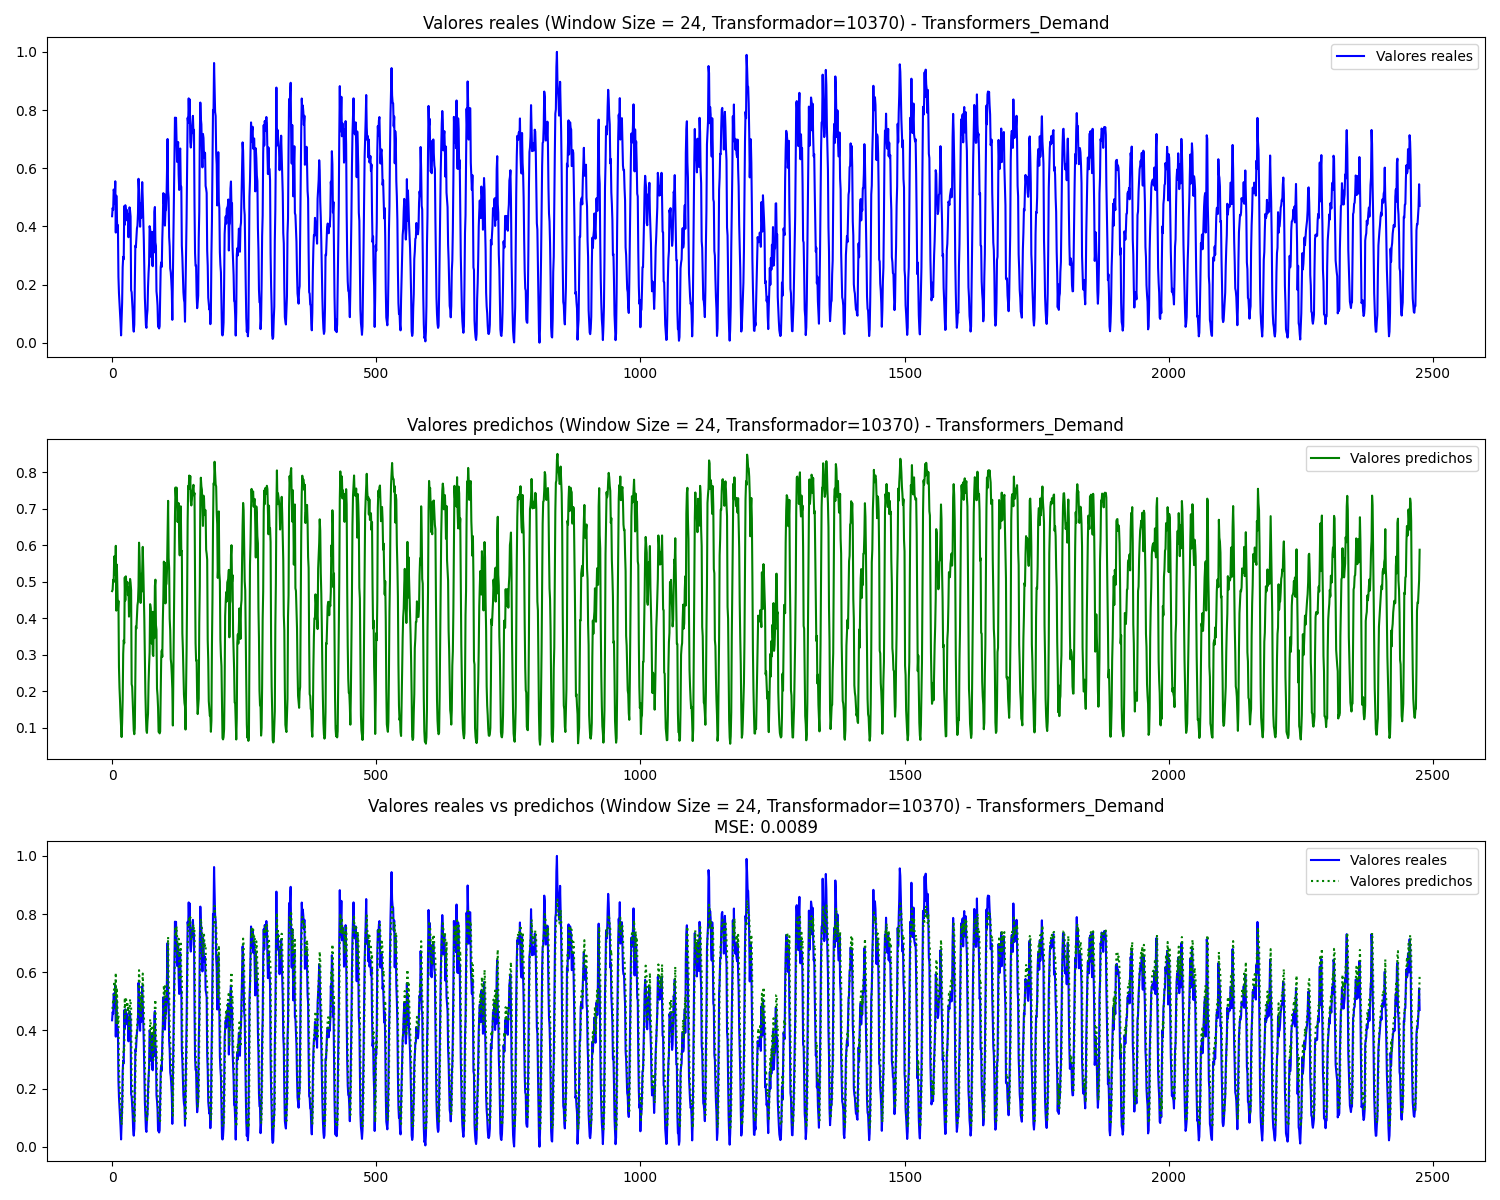 Valores reales (Window Size = 24, Transformador=10370) - Transformers_Demand
Valores reales
1.0
0.8
0.6
0.4
0.2
0.0
0 500 1000 1500 2000 2500
Valores predichos (Window Size = 24, Transformador=10370) - Transformers_Demand
Valores predichos
0.8
0.7
0.6
0.5
0.4
0.3
0.2
0.1
0 500 1000 1500 2000 2500
Valores reales vs predichos (Window Size = 24, Transformador=10370) - Transformers_Demand
MSE: 0.0089
Valores reales
Valores predichos
1.0
0.8
0.6
0.4
0.2
0.0
0 500 1000 1500 2000 2500